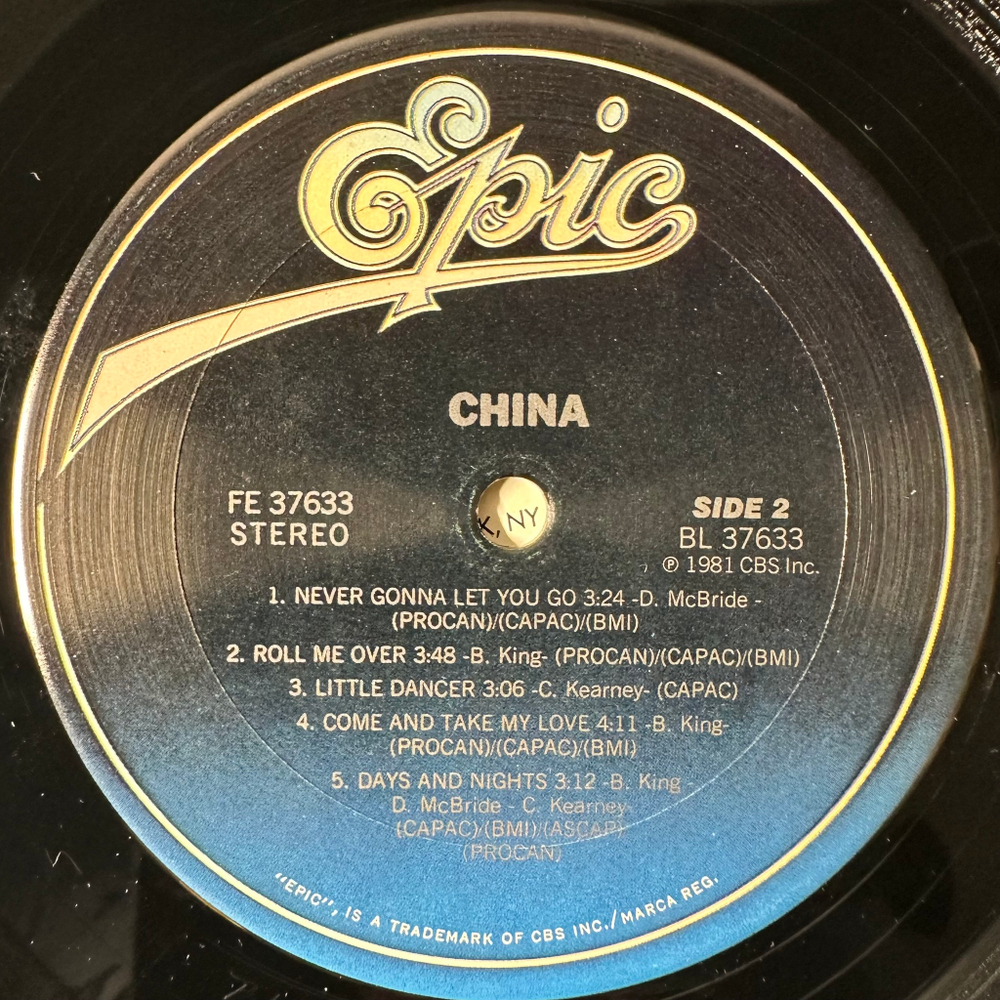 Epic
CHINA
FE 37633
STEREO
SIDE 2
BL 37633
℗ 1981 CBS Inc.
K, NY
1. NEVER GONNA LET YOU GO 3:24 -D. McBride -
(PROCAN)/(CAPAC)/(BMI)
2. ROLL ME OVER 3:48 -B. King- (PROCAN)/(CAPAC)/(BMI)
3. LITTLE DANCER 3:06 -C. Kearney- (CAPAC)
4. COME AND TAKE MY LOVE 4:11 -B. King-
(PROCAN)/(CAPAC)/(BMI)
5. DAYS AND NIGHTS 3:12 -B. King -
D. McBride - C. Kearney-
(CAPAC)/(BMI)/(ASCAP)
(PROCAN)
"EPIC", IS A TRADEMARK OF CBS INC./MARCA REG.